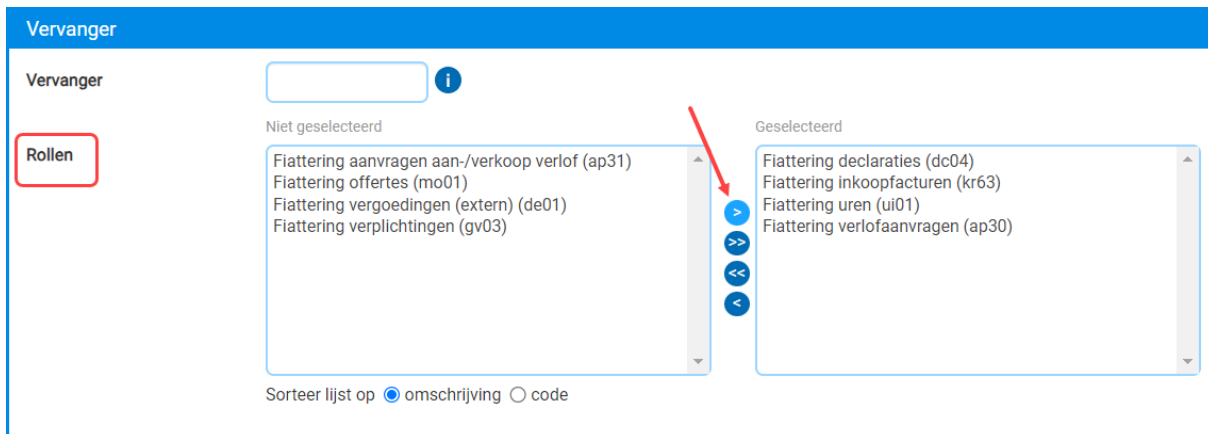 Vervanger
Vervanger
i
Niet geselecteerd
Geselecteerd
Rollen
Fiattering aanvragen aan-/verkoop verlof (ap31)
Fiattering offertes (mo01)
Fiattering vergoedingen (extern) (de01)
Fiattering verplichtingen (gv03)
>
>>
<<
<
Fiattering declaraties (dc04)
Fiattering inkoopfacturen (kr63)
Fiattering uren (ui01)
Fiattering verlofaanvragen (ap30)
Sorteer lijst op omschrijving code